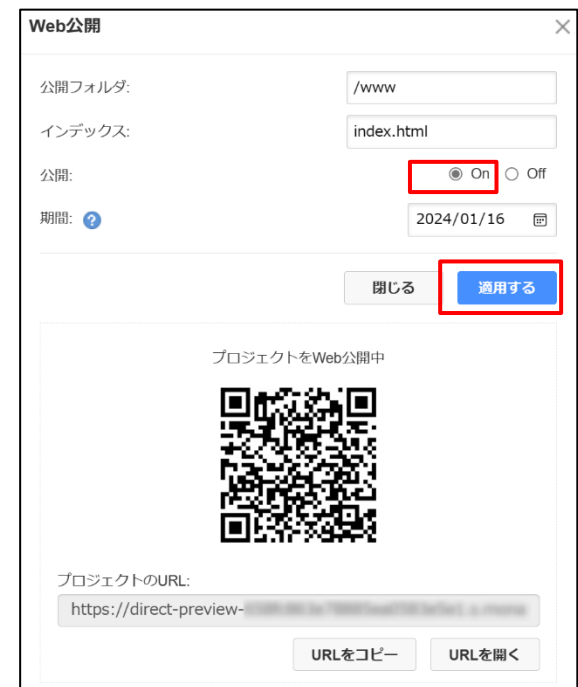 Web公開
公開フォルダ: /www
インデックス: index.html
公開: On Off
期間: ? 2024/01/16
閉じる 適用する
プロジェクトをWeb公開中
プロジェクトのURL:
https://direct-preview-
URLをコピー URLを開く